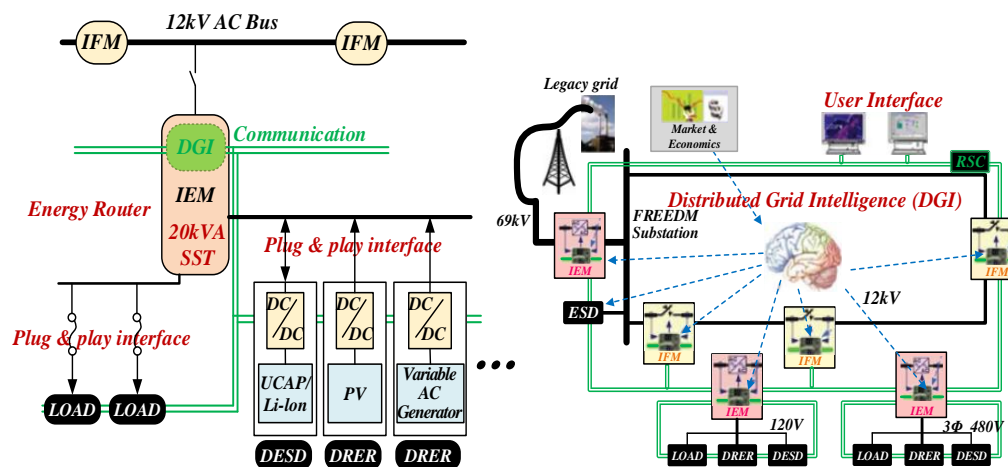 12kV AC Bus
IFM
IFM
DGI
Communication
IEM
Energy Router
20kVA
SST
Plug & play interface
Plug & play interface
DC/DC
DC/DC
DC/DC
UCAP/
Li-Ion
PV
Variable
AC
Generator
LOAD
LOAD
DESD
DRER
DRER
Legacy grid
Market &
Economics
User Interface
RSC
Distributed Grid Intelligence (DGI)
69kV
FREEDM
Substation
IEM
IFM
ESD
12kV
IFM
IFM
IEM
IEM
120V
3Φ 480V
LOAD
DRER
DESD
LOAD
DRER
DESD